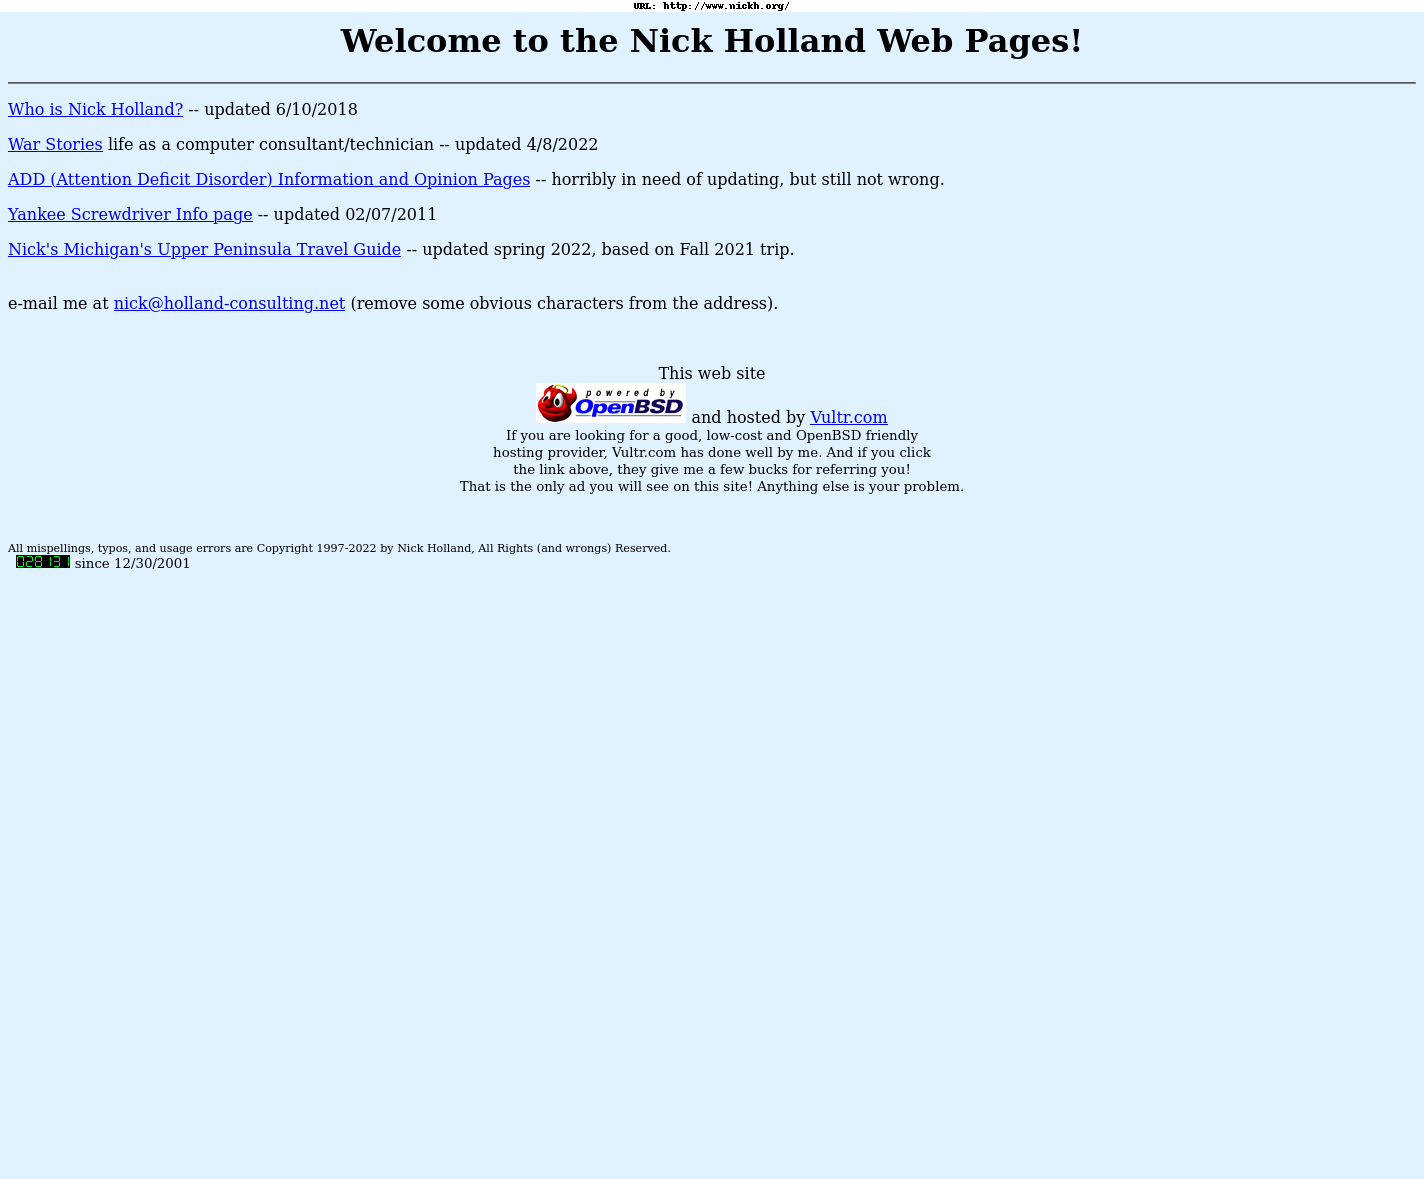 URL: http://www.nickh.org/
Welcome to the Nick Holland Web Pages!
Who is Nick Holland? -- updated 6/10/2018
War Stories life as a computer consultant/technician -- updated 4/8/2022
ADD (Attention Deficit Disorder) Information and Opinion Pages -- horribly in need of updating, but still not wrong.
Yankee Screwdriver Info page -- updated 02/07/2011
Nick's Michigan's Upper Peninsula Travel Guide -- updated spring 2022, based on Fall 2021 trip.
e-mail me at nick@holland-consulting.net (remove some obvious characters from the address).
This web site
powered by
OpenBSD and hosted by Vultr.com
If you are looking for a good, low-cost and OpenBSD friendly
hosting provider, Vultr.com has done well by me. And if you click
the link above, they give me a few bucks for referring you!
That is the only ad you will see on this site! Anything else is your problem.
All mispellings, typos, and usage errors are Copyright 1997-2022 by Nick Holland, All Rights (and wrongs) Reserved.
028131 since 12/30/2001